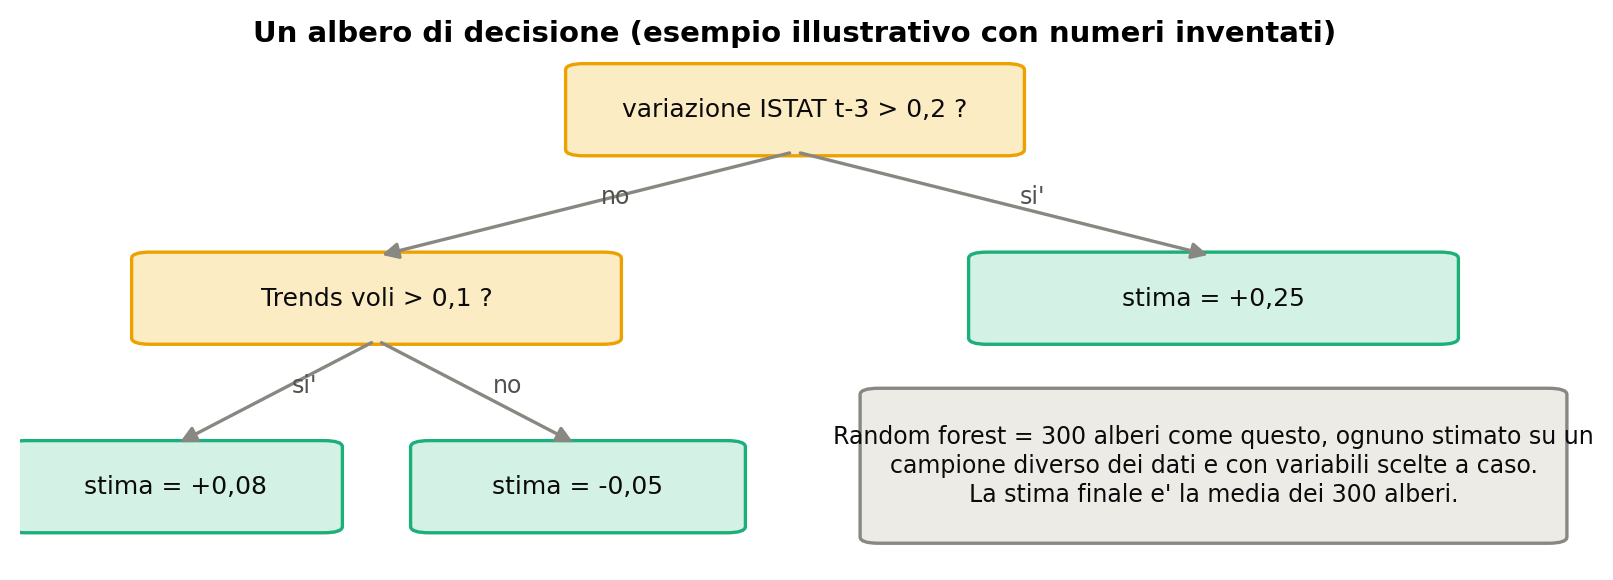 Un albero di decisione (esempio illustrativo con numeri inventati)
variazione ISTAT t-3 > 0,2 ?
no
si'
Trends voli > 0,1 ?
stima = +0,25
si'
no
stima = +0,08
stima = -0,05
Random forest = 300 alberi come questo, ognuno stimato su un
campione diverso dei dati e con variabili scelte a caso.
La stima finale e' la media dei 300 alberi.